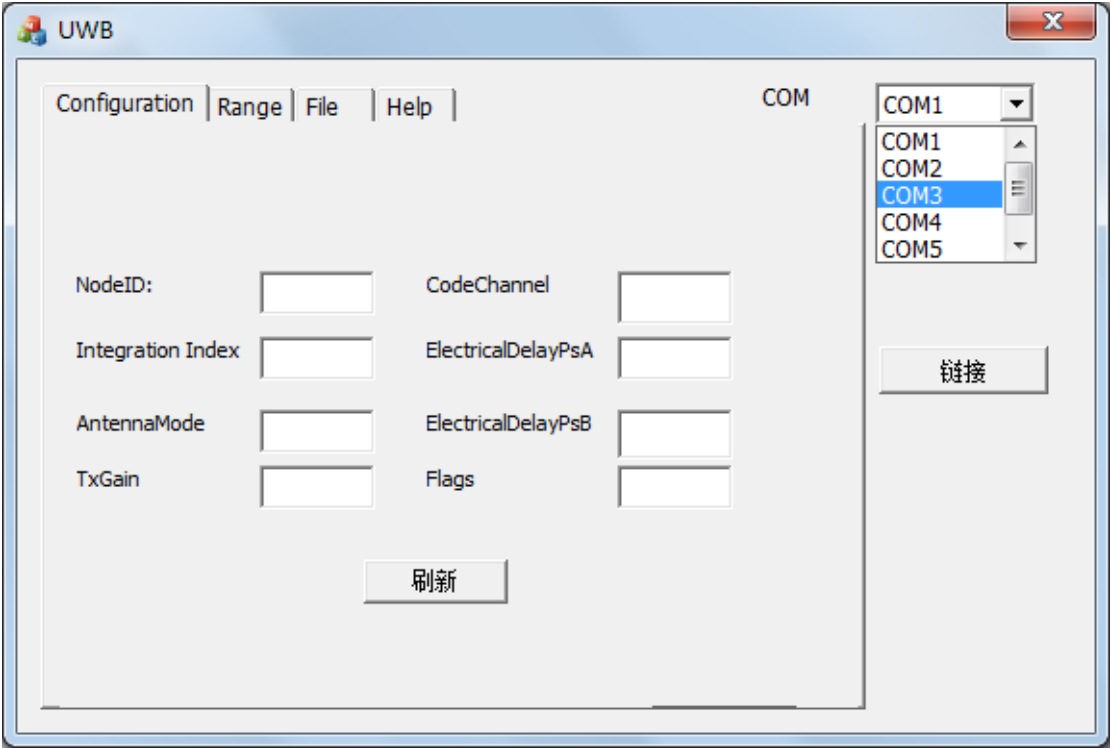 UWB
Configuration Range File Help COM COM1
COM1
COM2
COM3
COM4
COM5
NodeID: CodeChannel
Integration Index ElectricalDelayPsA
链接
AntennaMode ElectricalDelayPsB
TxGain Flags
刷新